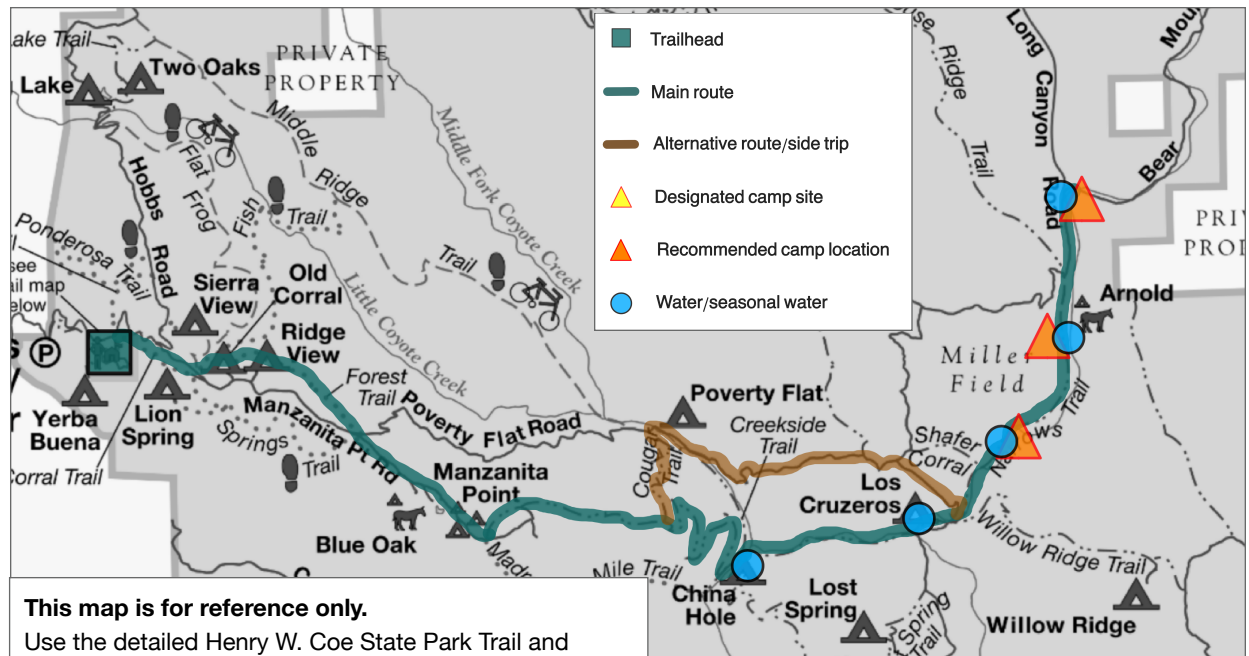 ake Trail
Lake
Two Oaks
PRIVATE
PROPERTY
Middle
Ridge
Trail
Middle Fork Coyote Creek
Flat
Frog
Fish
Trail
Hobbs
Road
Ponderosa
Trail
see
ail map
elow
Sierra
View
Old
Corral
Ridge
View
Little Coyote Creek
P
Yerba
Buena
Lion
Spring
Corral Trail
Springs
Trail
Manzanita Pt Rd
Forest
Trail
Poverty Flat Road
Manzanita
Point
Blue Oak
Madr
Mile Trail
Cougar
Trail
Poverty Flat
Creekside
Trail
China
Hole
Los
Cruzeros
Lost
Spring
Spring
Trail
Shafer
Corral
Miller
Field
Trail
Arnold
Willow Ridge Trail
Willow Ridge
Ridge
Trail
Long
Canyon
Road
Bear
Mou
PRIV
PROP
Trailhead
Main route
Alternative route/side trip
Designated camp site
Recommended camp location
Water/seasonal water
This map is for reference only.
Use the detailed Henry W. Coe State Park Trail and